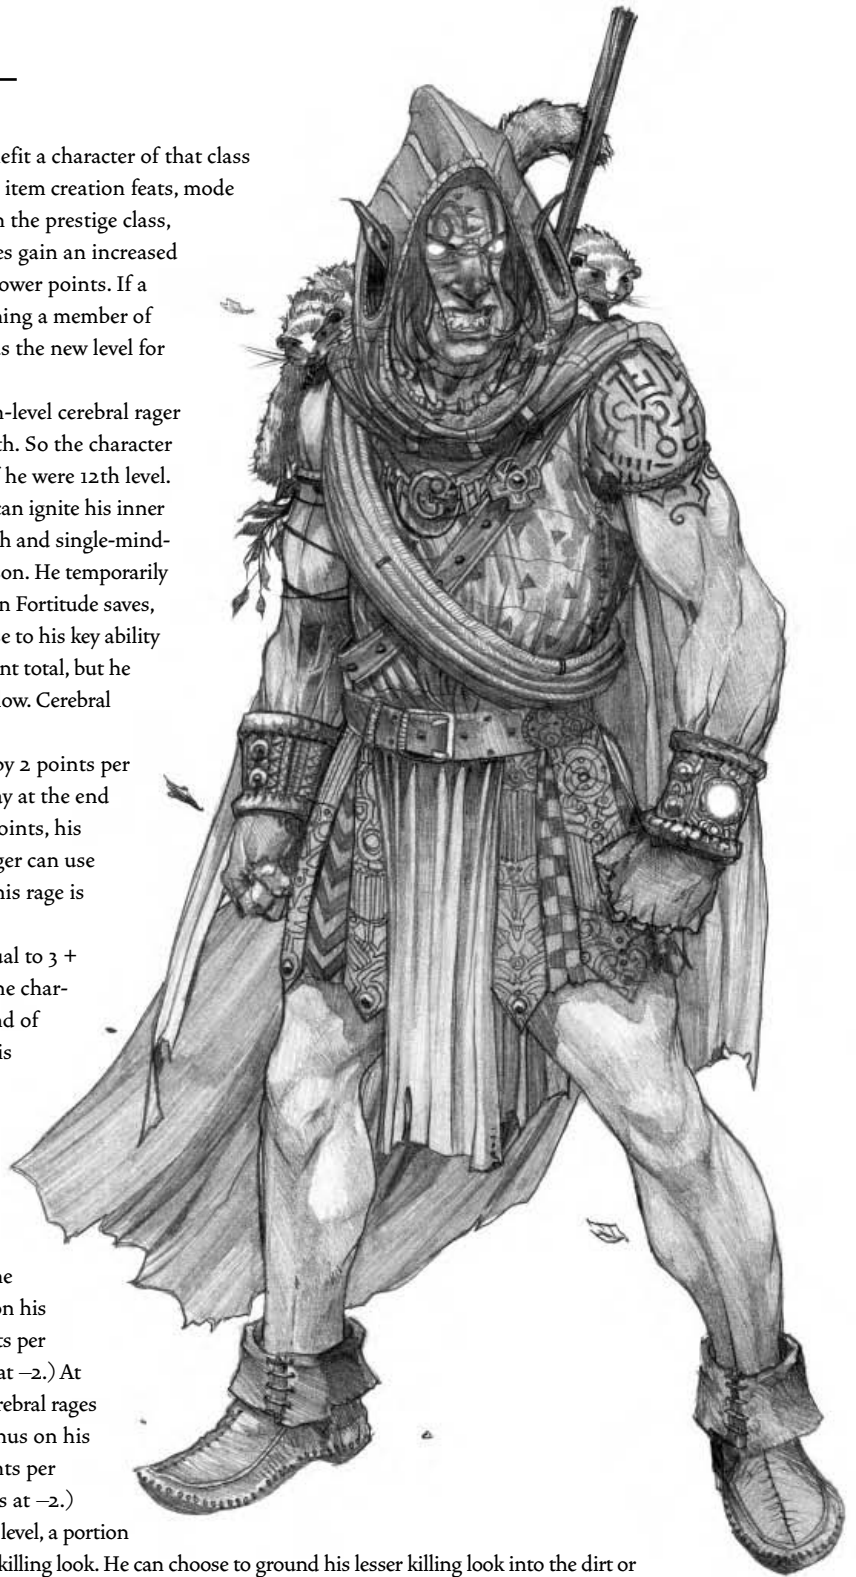 efit a character of that class
item creation feats, mode
the prestige class,
es gain an increased
ower points. If a
ing a member of
s the new level for
-level cerebral rager
th. So the character
he were 12th level.
can ignite his inner
h and single-mind-
on. He temporarily
n Fortitude saves,
e to his key ability
nt total, but he
ow. Cerebral
by 2 points per
ay at the end
oints, his
ger can use
his rage is
ual to 3 +
he char-
nd of
is
he
on his
ts per
at –2.) At
rebral rages
nus on his
nts per
s at –2.)
level, a portion
killing look. He can choose to ground his lesser killing look into the dirt or